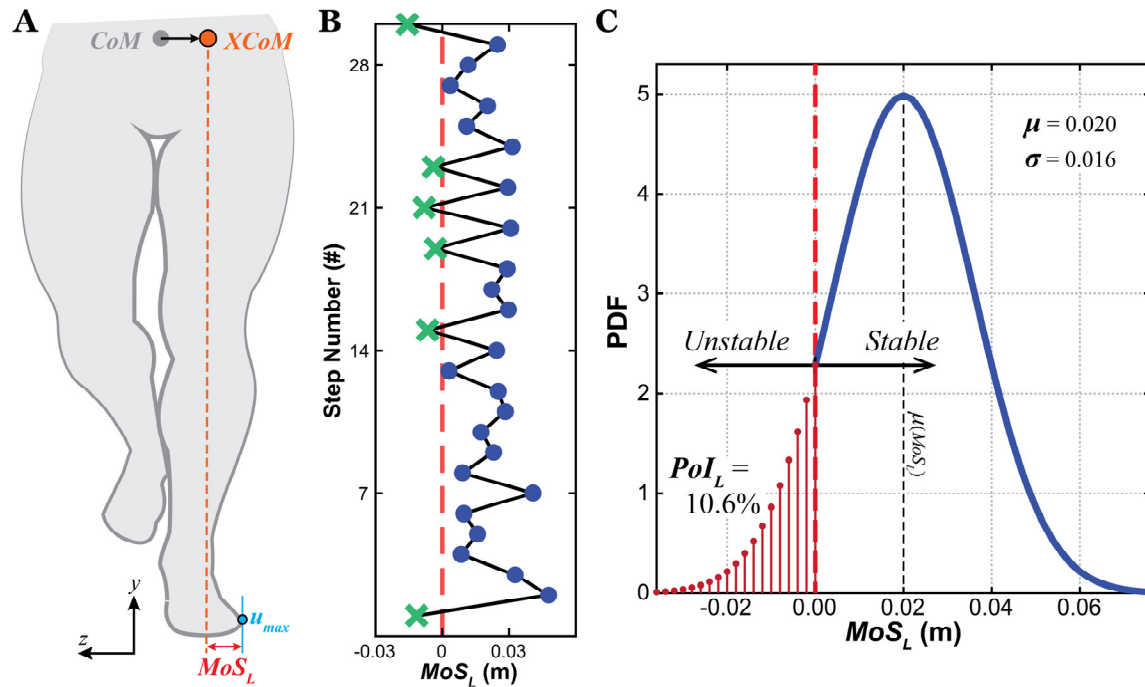 A
CoM
XCoM
u_max
MoS_L
y
z
B
Step Number (#)
28
21
14
7
-0.03
0
0.03
MoS_L (m)
C
PDF
5
4
3
2
1
0
μ = 0.020
σ = 0.016
Unstable
Stable
μ(MoS_L)
PoI_L =
10.6%
-0.02
0.00
0.02
0.04
0.06
MoS_L (m)